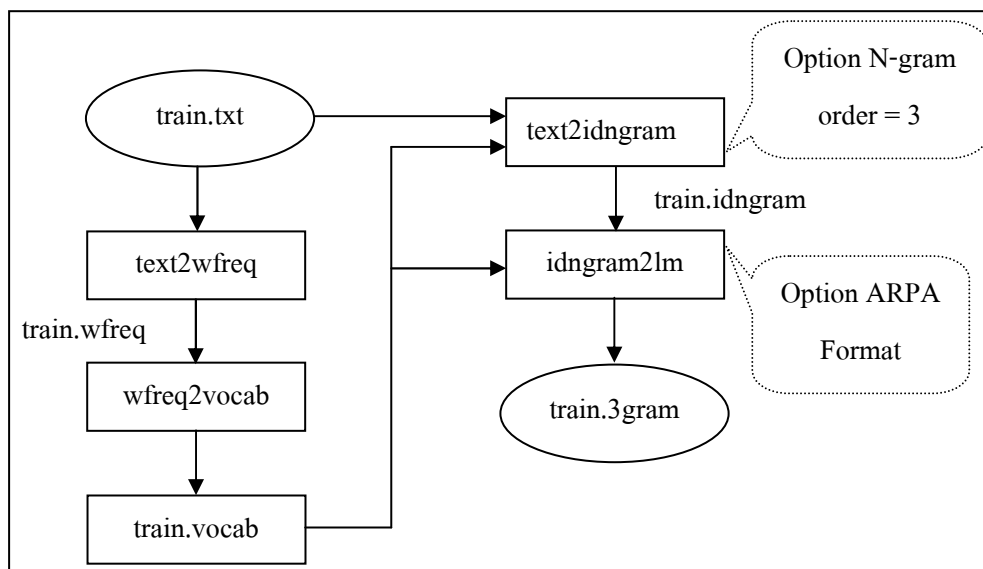 train.txt
text2wfreq
train.wfreq
wfreq2vocab
train.vocab
text2idngram
Option N-gram
order = 3
train.idngram
idngram2lm
Option ARPA
Format
train.3gram